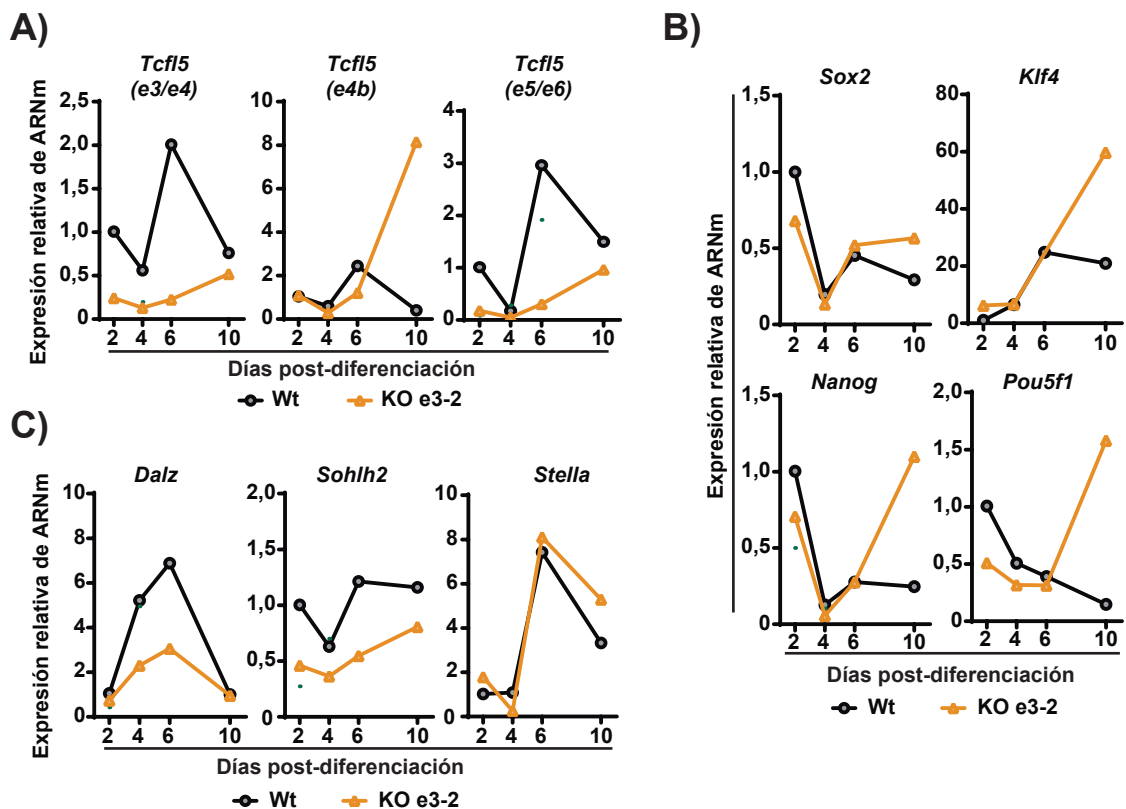 A)
Tcfl5
(e3/e4)
Tcfl5
(e4b)
Tcfl5
(e5/e6)
Expresión relativa de ARNm
2,5
2,0
1,5
1,0
0,5
0
2 4 6 10
10
8
6
4
2
0
2 4 6 10
4
3
2
1
0
2 4 6 10
Días post-diferenciación
Wt KO e3-2
B)
Sox2
Klf4
Expresión relativa de ARNm
1,5
1,0
0,5
0
2 4 6 10
80
60
40
20
0
2 4 6 10
Nanog
Pou5f1
1,5
1,0
0,5
0
2 4 6 10
2,0
1,5
1,0
0,5
0
2 4 6 10
Días post-diferenciación
Wt KO e3-2
C)
Dalz
Sohlh2
Stella
Expresión relativa de ARNm
10
8
6
4
2
0
2 4 6 10
2,0
1,5
1,0
0,5
0
2 4 6 10
10
8
6
4
2
0
2 4 6 10
Días post-diferenciación
Wt KO e3-2